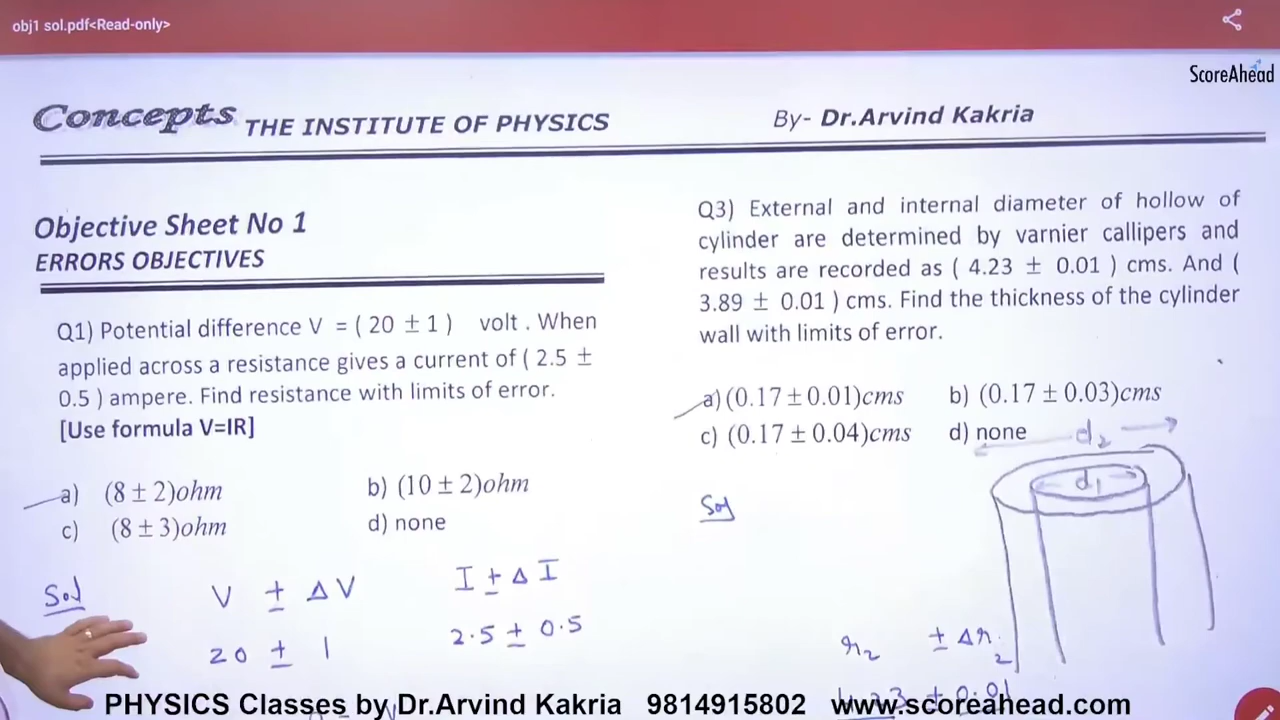 obj1 sol.pdf<Read-only>
ScoreAhead
Concepts THE INSTITUTE OF PHYSICS
By- Dr.Arvind Kakria
Objective Sheet No 1
ERRORS OBJECTIVES
Q1) Potential difference V = ( 20 ± 1 ) volt . When
applied across a resistance gives a current of ( 2.5 ±
0.5 ) ampere. Find resistance with limits of error.
[Use formula V=IR]
a) (8 ± 2)ohm
b) (10 ± 2)ohm
c) (8 ± 3)ohm
d) none
Sol
V ± Δ V
I ± Δ I
20 ± 1
2.5 ± 0.5
Q3) External and internal diameter of hollow of
cylinder are determined by varnier callipers and
results are recorded as ( 4.23 ± 0.01 ) cms. And (
3.89 ± 0.01 ) cms. Find the thickness of the cylinder
wall with limits of error.
a) (0.17 ± 0.01)cms
b) (0.17 ± 0.03)cms
c) (0.17 ± 0.04)cms
d) none
d₂
d₁
Sol
r₂ ± Δr₂
PHYSICS Classes by Dr.Arvind Kakria 9814915802 www.scoreahead.com